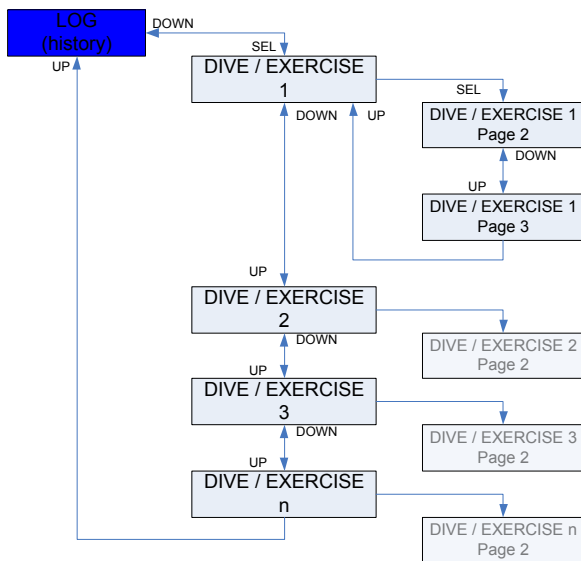 LOG
(history)
DOWN
SEL
UP
DIVE / EXERCISE
1
SEL
DOWN
UP
DIVE / EXERCISE 1
Page 2
DOWN
UP
DIVE / EXERCISE 1
Page 3
UP
DIVE / EXERCISE
2
DOWN
DIVE / EXERCISE 2
Page 2
UP
DIVE / EXERCISE
3
DOWN
DIVE / EXERCISE 3
Page 2
UP
DIVE / EXERCISE
n
DIVE / EXERCISE n
Page 2